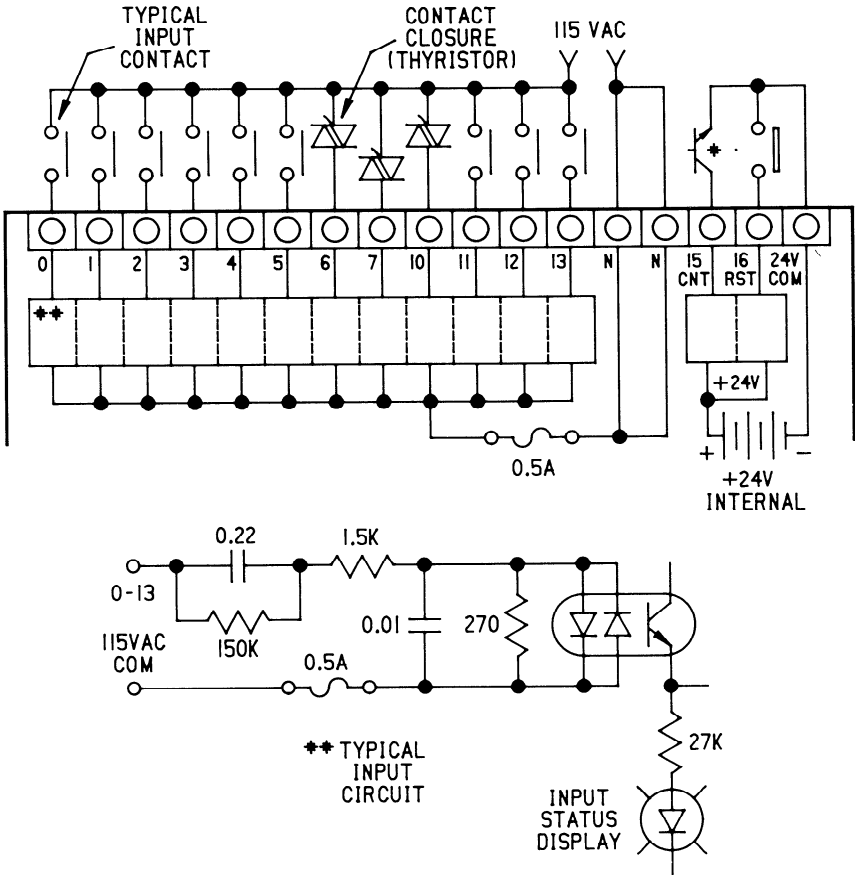 TYPICAL
INPUT
CONTACT
CONTACT
CLOSURE
(THYRISTOR)
115 VAC
*
0 1 2 3 4 5 6 7 10 11 12 13 N N 15 16 24V
CNT RST COM
**
+24V
+ -
0.5A
+24V
INTERNAL
0.22
1.5K
0-13
150K
0.01
270
115VAC
COM
0.5A
27K
** TYPICAL
INPUT
CIRCUIT
INPUT
STATUS
DISPLAY